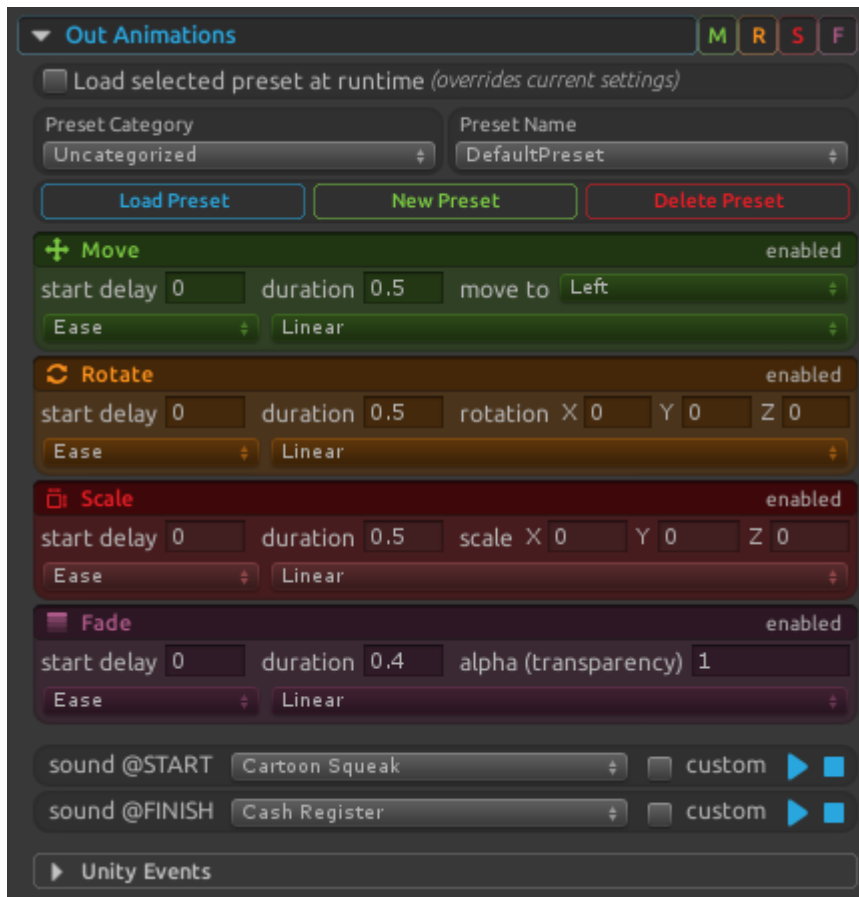 Out Animations M R S F
Load selected preset at runtime (overrides current settings)
Preset Category Preset Name
Uncategorized DefaultPreset
Load Preset New Preset Delete Preset
Move enabled
start delay 0 duration 0.5 move to Left
Ease Linear
Rotate enabled
start delay 0 duration 0.5 rotation X 0 Y 0 Z 0
Ease Linear
Scale enabled
start delay 0 duration 0.5 scale X 0 Y 0 Z 0
Ease Linear
Fade enabled
start delay 0 duration 0.4 alpha (transparency) 1
Ease Linear
sound @START Cartoon Squeak custom
sound @FINISH Cash Register custom
Unity Events